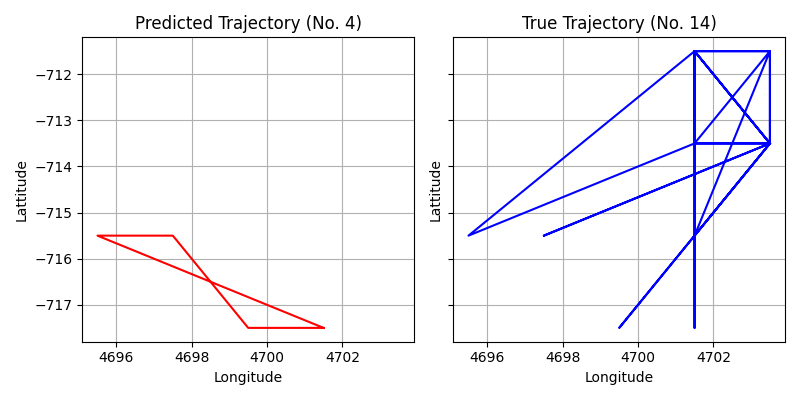 Predicted Trajectory (No. 4)
True Trajectory (No. 14)
−712
−713
−714
−715
−716
−717
Lattitude
Lattitude
4696
4698
4700
4702
4696
4698
4700
4702
Longitude
Longitude